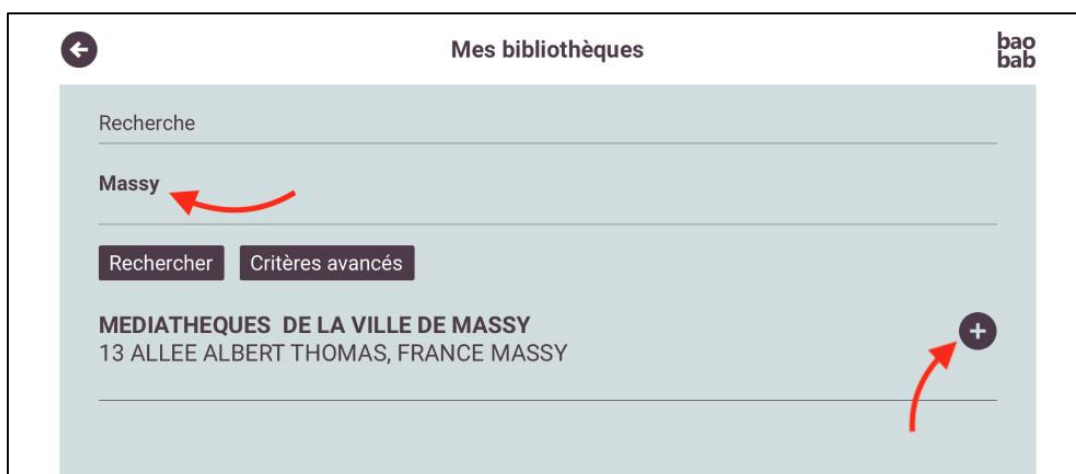 Mes bibliothèques
bao
bab
Recherche
Massy
Rechercher
Critères avancés
MEDIATHEQUES DE LA VILLE DE MASSY
13 ALLEE ALBERT THOMAS, FRANCE MASSY